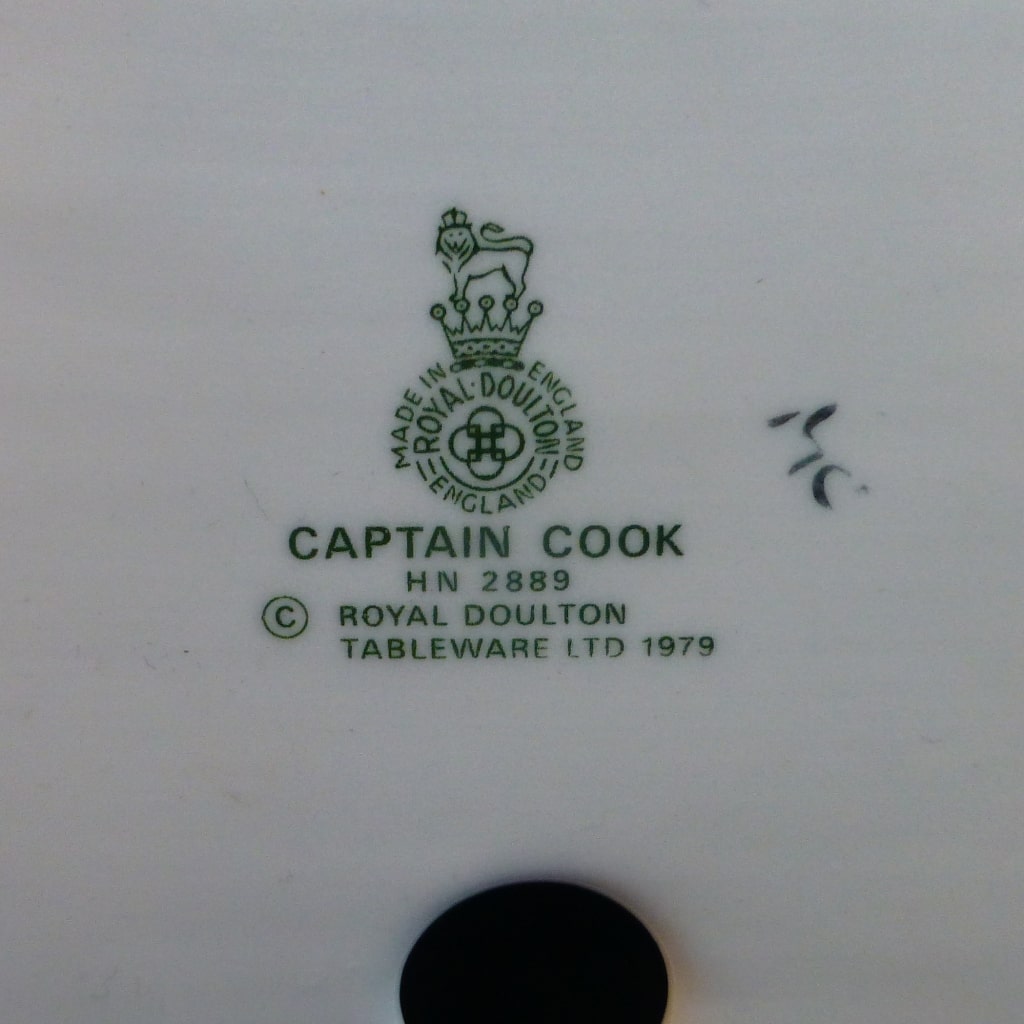 MADE IN ENGLAND
ROYAL·DOULTON
ENGLAND
CAPTAIN COOK
HN 2889
© ROYAL DOULTON
TABLEWARE LTD 1979